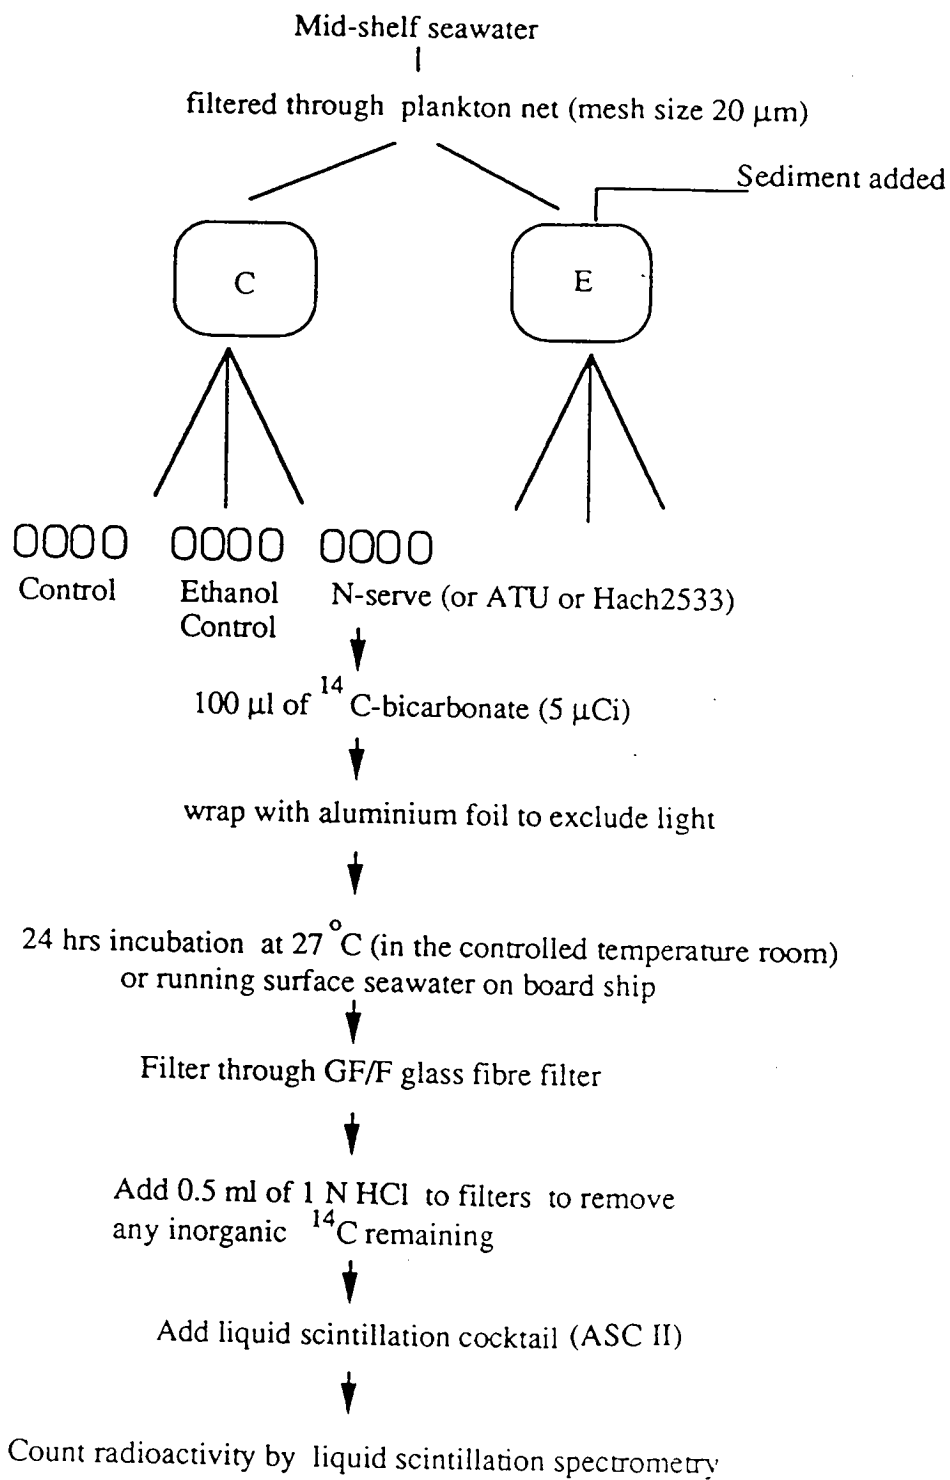 Mid-shelf seawater
filtered through plankton net (mesh size 20 µm)
Sediment added
C
E
Control
Ethanol
Control
N-serve (or ATU or Hach2533)
100 µl of 14 C-bicarbonate (5 µCi)
wrap with aluminium foil to exclude light
24 hrs incubation at 27 °C (in the controlled temperature room)
or running surface seawater on board ship
Filter through GF/F glass fibre filter
Add 0.5 ml of 1 N HCl to filters to remove
any inorganic 14C remaining
Add liquid scintillation cocktail (ASC II)
Count radioactivity by liquid scintillation spectrometry